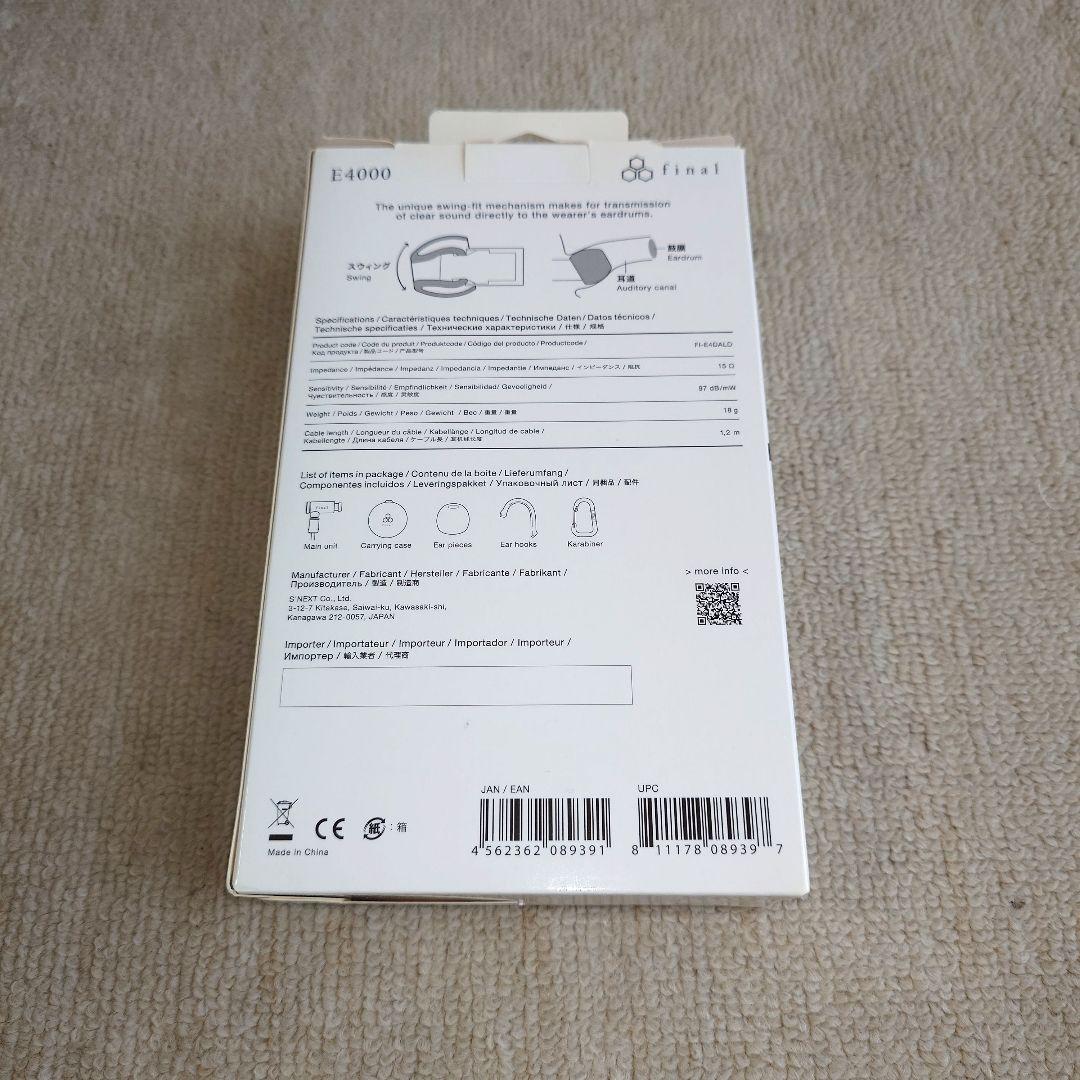 E4000
final
The unique swing-fit mechanism makes for transmission
of clear sound directly to the wearer's eardrums.
スウィング
Swing
鼓膜
Eardrum
耳道
Auditory canal
Specifications / Caractéristiques techniques / Technische Daten / Datos técnicos /
Technische specificaties / Технические характеристики / 仕様 / 规格
Product code / Code du produit / Produktcode / Código del producto / Productcode /
Код продукта / 製品コード / 产品型号
FI-E4DALD
Impedance / Impédance / Impedanz / Impedancia / Impedantie / Импеданс / インピーダンス / 阻抗
15 Ω
Sensitivity / Sensibilité / Empfindlichkeit / Sensibilidad / Gevoeligheid /
Чувствительность / 感度 / 灵敏度
97 dB/mW
Weight / Poids / Gewicht / Peso / Gewicht / Вес / 重量 / 重量
18 g
Cable length / Longueur du câble / Kabellänge / Longitud de cable /
Kabellengte / Длина кабеля / ケーブル長 / 耳机线长度
1,2 m
List of items in package / Contenu de la boîte / Lieferumfang /
Componentes incluidos / Leveringspakket / Упаковочный лист / 同梱品 / 配件
final
Main unit
Carrying case
Ear pieces
Ear hooks
Karabiner
Manufacturer / Fabricant / Hersteller / Fabricante / Fabrikant /
Производитель / 製造 / 制造商
S'NEXT Co., Ltd.
3-12-7 Kitakase, Saiwai-ku, Kawasaki-shi,
Kanagawa 212-0057, JAPAN
> more info <
Importer / Importateur / Importeur / Importador / Importeur /
Импортер / 輸入業者 / 代理商
JAN / EAN
UPC
CE
紙 : 箱
Made in China
4 562362 089391
8 11178 08939 7